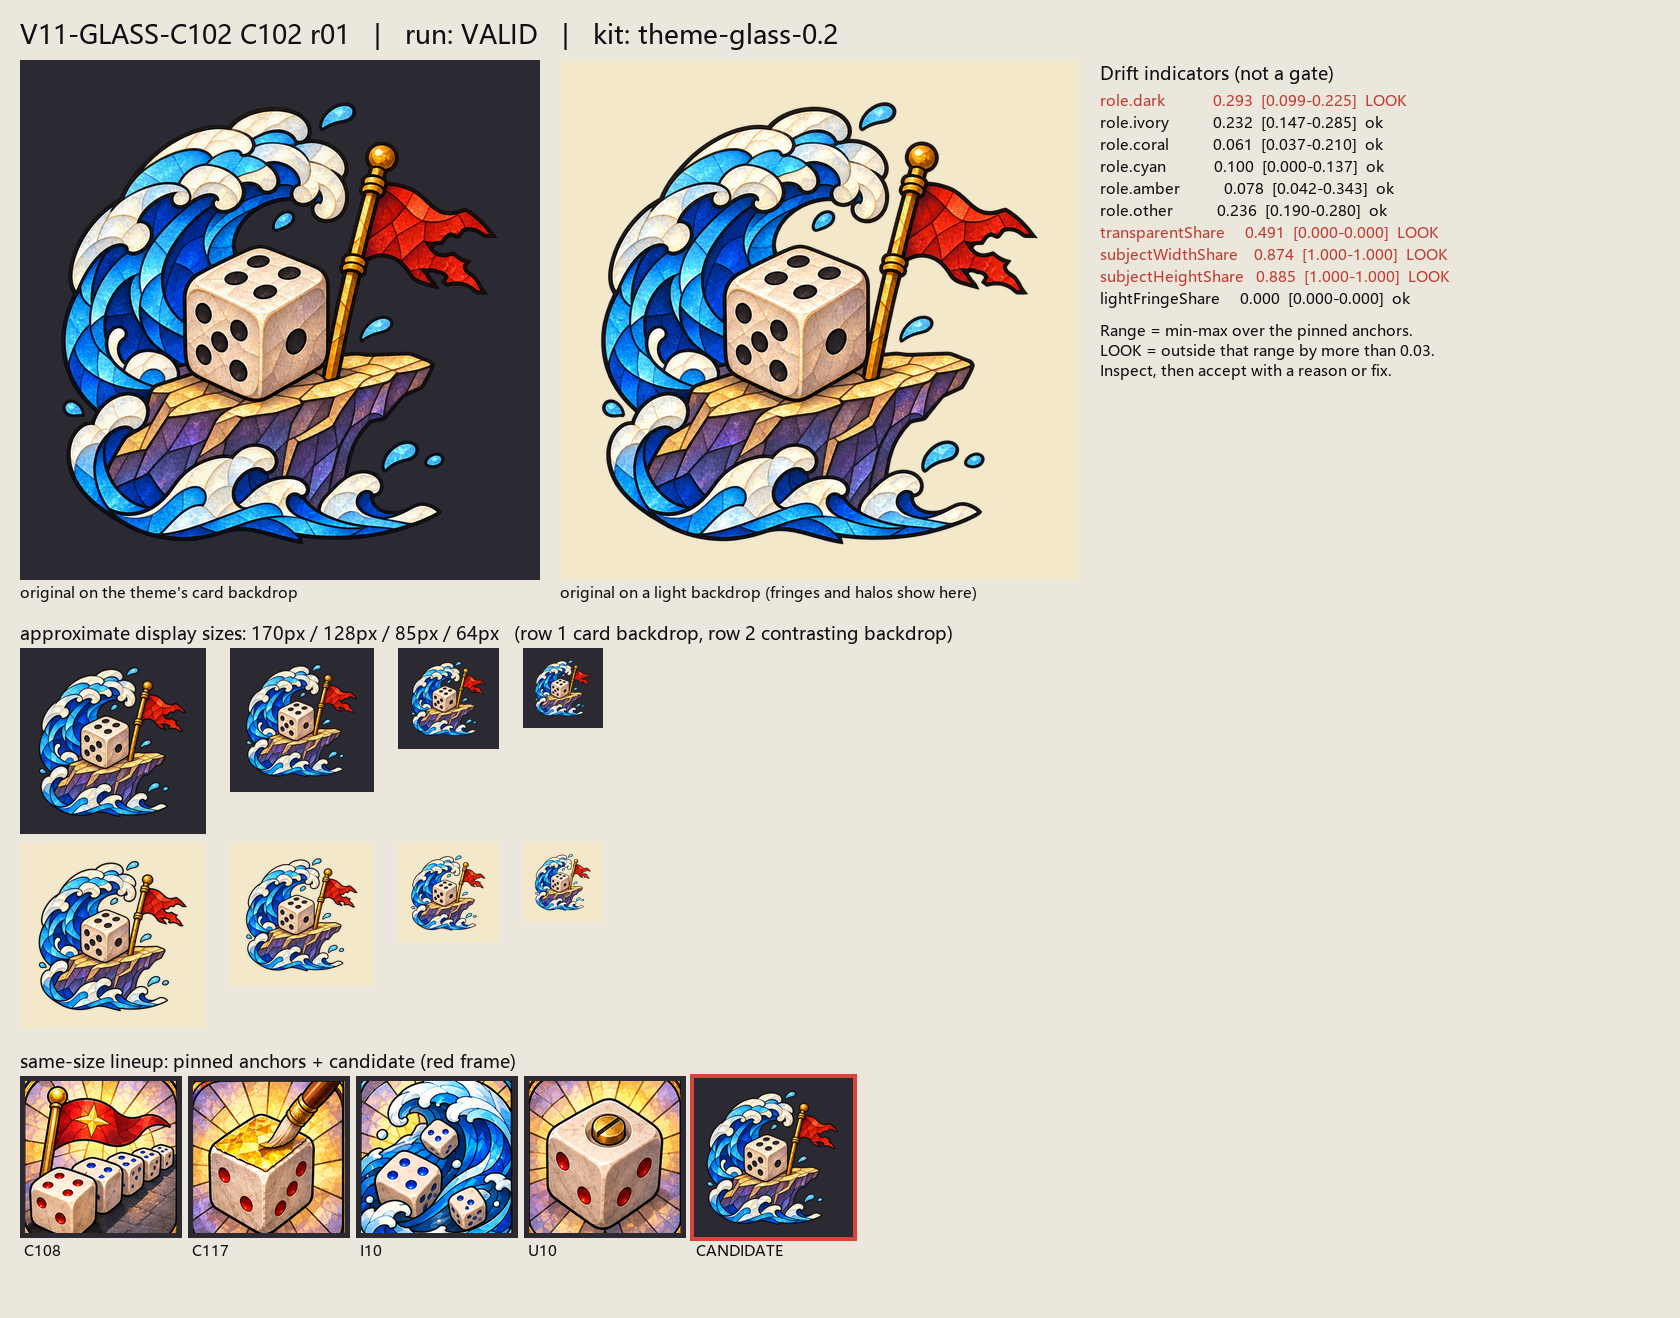 V11-GLASS-C102 C102 r01 | run: VALID | kit: theme-glass-0.2
Drift indicators (not a gate)
role.dark 0.293 [0.099-0.225] LOOK
role.ivory 0.232 [0.147-0.285] ok
role.coral 0.061 [0.037-0.210] ok
role.cyan 0.100 [0.000-0.137] ok
role.amber 0.078 [0.042-0.343] ok
role.other 0.236 [0.190-0.280] ok
transparentShare 0.491 [0.000-0.000] LOOK
subjectWidthShare 0.874 [1.000-1.000] LOOK
subjectHeightShare 0.885 [1.000-1.000] LOOK
lightFringeShare 0.000 [0.000-0.000] ok
Range = min-max over the pinned anchors.
LOOK = outside that range by more than 0.03.
Inspect, then accept with a reason or fix.
original on the theme's card backdrop
original on a light backdrop (fringes and halos show here)
approximate display sizes: 170px / 128px / 85px / 64px (row 1 card backdrop, row 2 contrasting backdrop)
same-size lineup: pinned anchors + candidate (red frame)
C108
C117
I10
U10
CANDIDATE